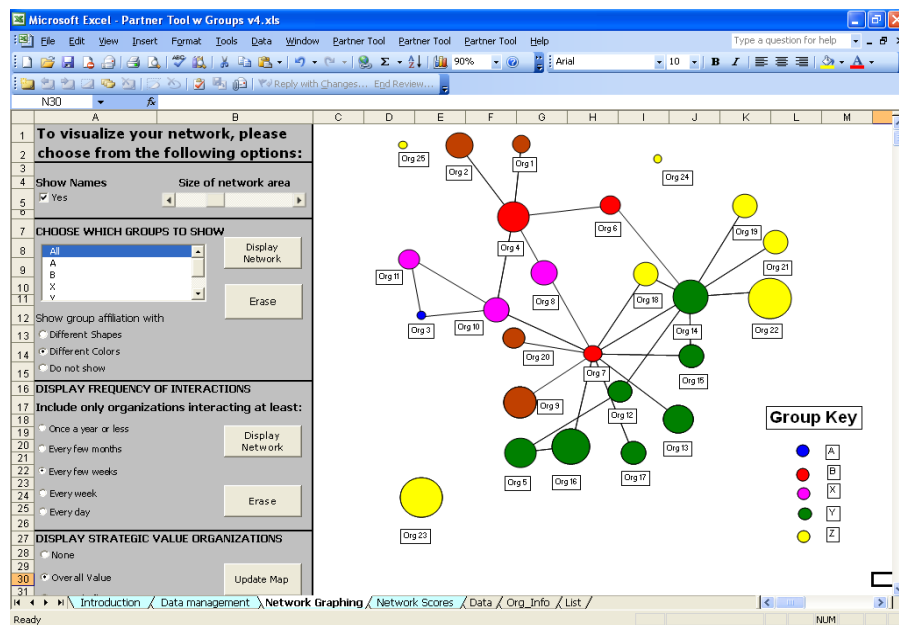 Microsoft Excel - Partner Tool w Groups v4.xls
File Edit View Insert Format Tools Data Window Partner Tool Partner Tool Partner Tool Help Type a question for help
90% Arial 10 B I
Reply with Changes... End Review...
N30 fx
A B C D E F G H I J K L M
1 To visualize your network, please
2 choose from the following options:
3
4 Show Names Size of network area
5 Yes
6
7 CHOOSE WHICH GROUPS TO SHOW
8 All
9 A
B
10 X
11 Y
Display
Network
Erase
12 Show group affiliation with
13 Different Shapes
14 Different Colors
15 Do not show
16 DISPLAY FREQUENCY OF INTERACTIONS
17 Include only organizations interacting at least:
18
19 Once a year or less
20 Every few months
21
22 Every few weeks
23
24 Every week
25 Every day
26
Display
Network
Erase
27 DISPLAY STRATEGIC VALUE ORGANIZATIONS
28 None
29
30 Overall Value Update Map
31
Org 25
Org 2
Org 1
Org 24
Org 4
Org 6
Org 19
Org 21
Org 11
Org 8
Org 18
Org 22
Org 3
Org 10
Org 14
Org 20
Org 7
Org 15
Org 9
Org 12
Org 13
Org 5
Org 16
Org 17
Org 23
Group Key
A
B
X
Y
Z
Introduction Data management Network Graphing Network Scores Data Org_Info List
Ready NUM